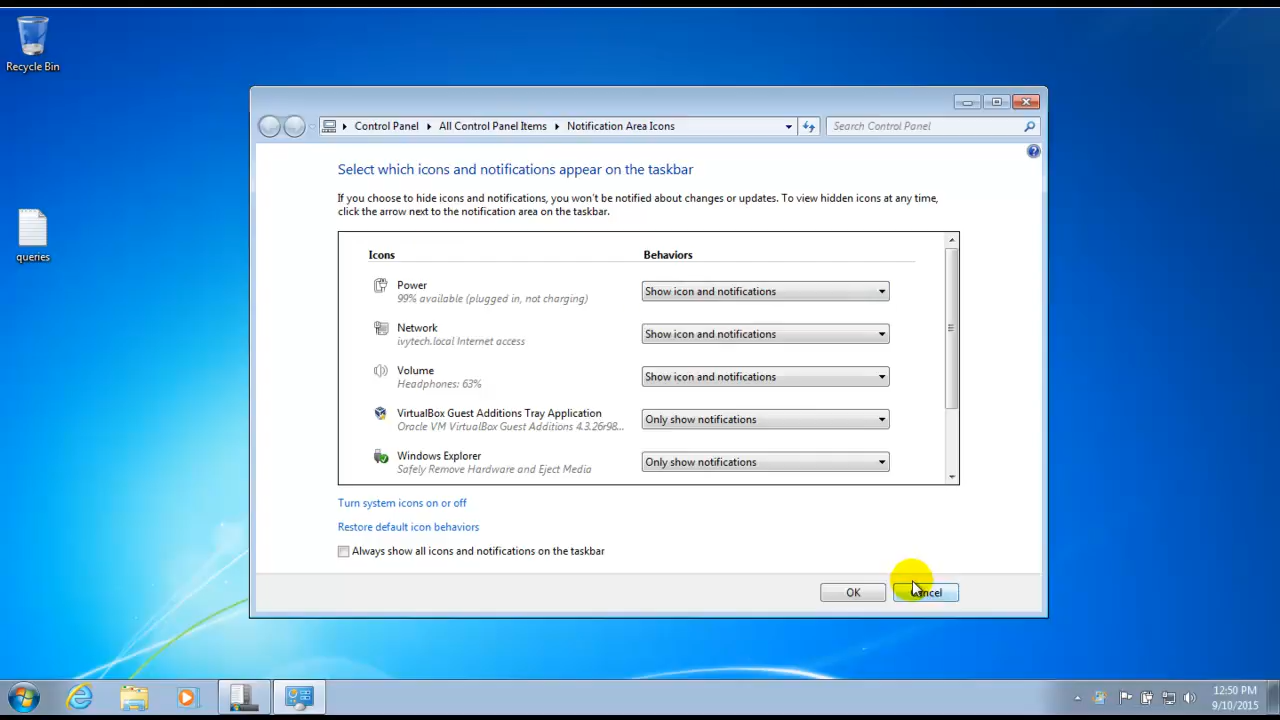 Recycle Bin
queries
Control Panel
All Control Panel Items
Notification Area Icons
Search Control Panel
Select which icons and notifications appear on the taskbar
If you choose to hide icons and notifications, you won't be notified about changes or updates. To view hidden icons at any time,
click the arrow next to the notification area on the taskbar.
Icons
Behaviors
Power
99% available (plugged in, not charging)
Show icon and notifications
Network
ivytech.local Internet access
Show icon and notifications
Volume
Headphones: 63%
Show icon and notifications
VirtualBox Guest Additions Tray Application
Oracle VM VirtualBox Guest Additions 4.3.26r98...
Only show notifications
Windows Explorer
Safely Remove Hardware and Eject Media
Only show notifications
Turn system icons on or off
Restore default icon behaviors
Always show all icons and notifications on the taskbar
OK
Cancel
12:50 PM
9/10/2015